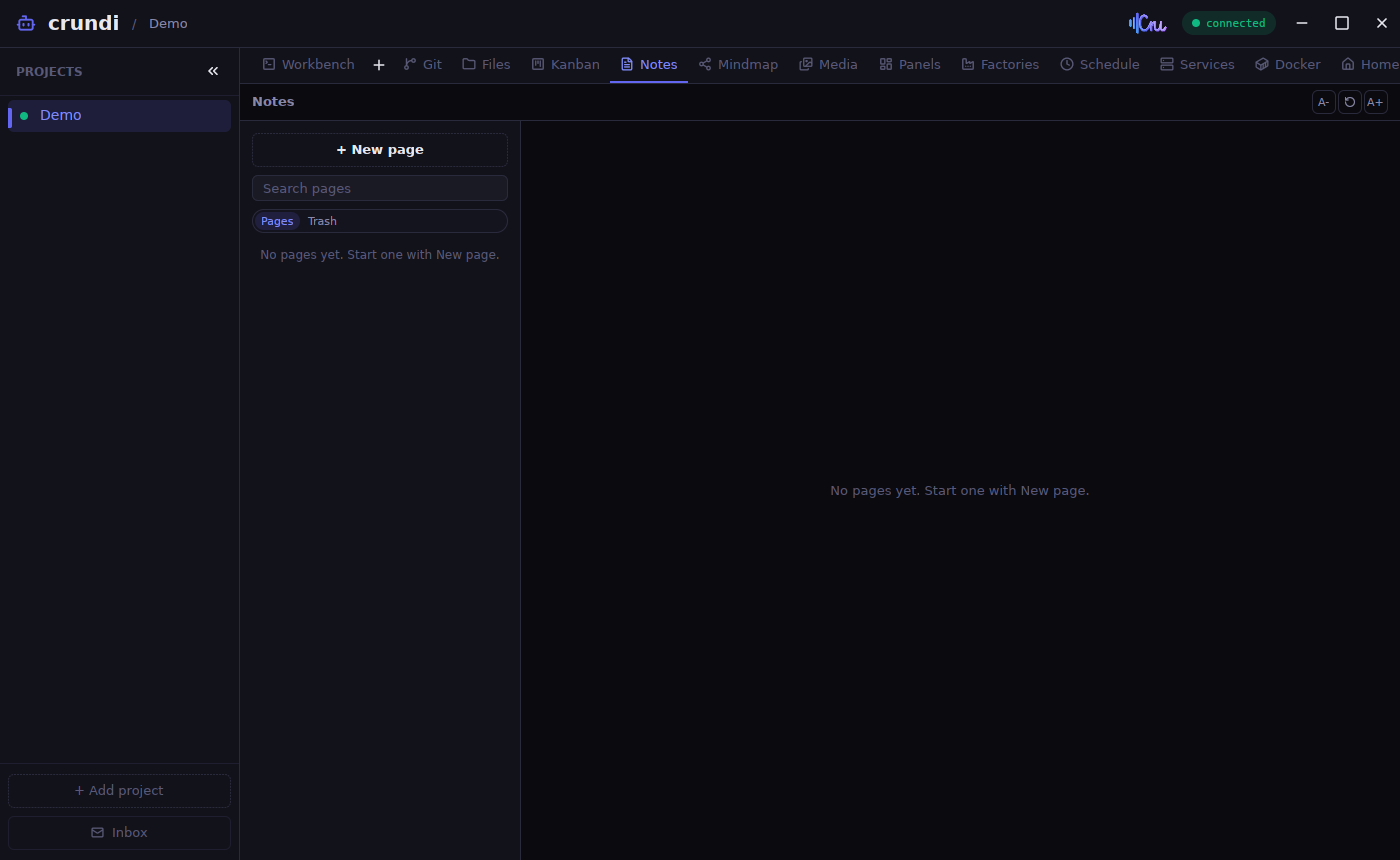 crundi / Demo
Cru
connected
PROJECTS
Workbench
Git
Files
Kanban
Notes
Mindmap
Media
Panels
Factories
Schedule
Services
Docker
Home
Demo
Notes
A-
A+
+ New page
Search pages
Pages
Trash
No pages yet. Start one with New page.
No pages yet. Start one with New page.
+ Add project
Inbox